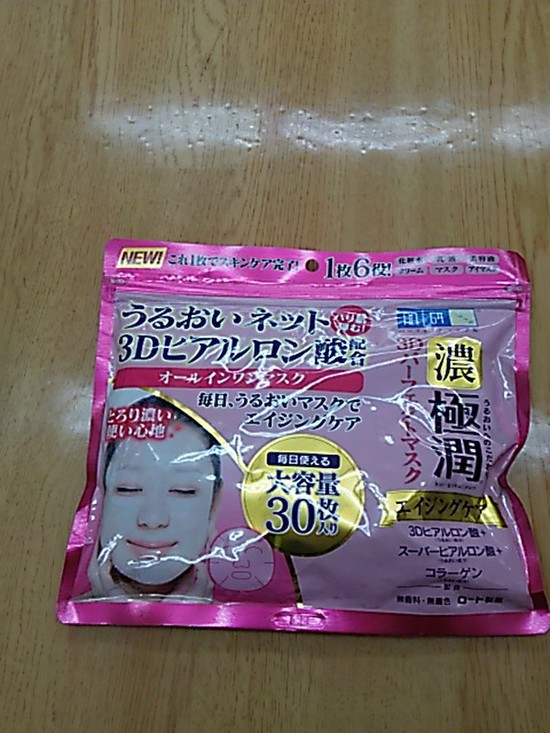 NEW! これ1枚でスキンケア完了! 1枚6役!
化粧水 乳液 美容液
クリーム マスク アイマスク
うるおいネット
3Dヒアルロン酸配合
オールインワンマスク
毎日、うるおいマスクで
エイジングケア
とろり濃い
使い心地
毎日使える
大容量
30枚入り
肌研
濃
極潤
3Dパーフェクトマスク
エイジングケア
3Dヒアルロン酸+
スーパーヒアルロン酸+
コラーゲン
配合
無香料・無着色 ロート製薬